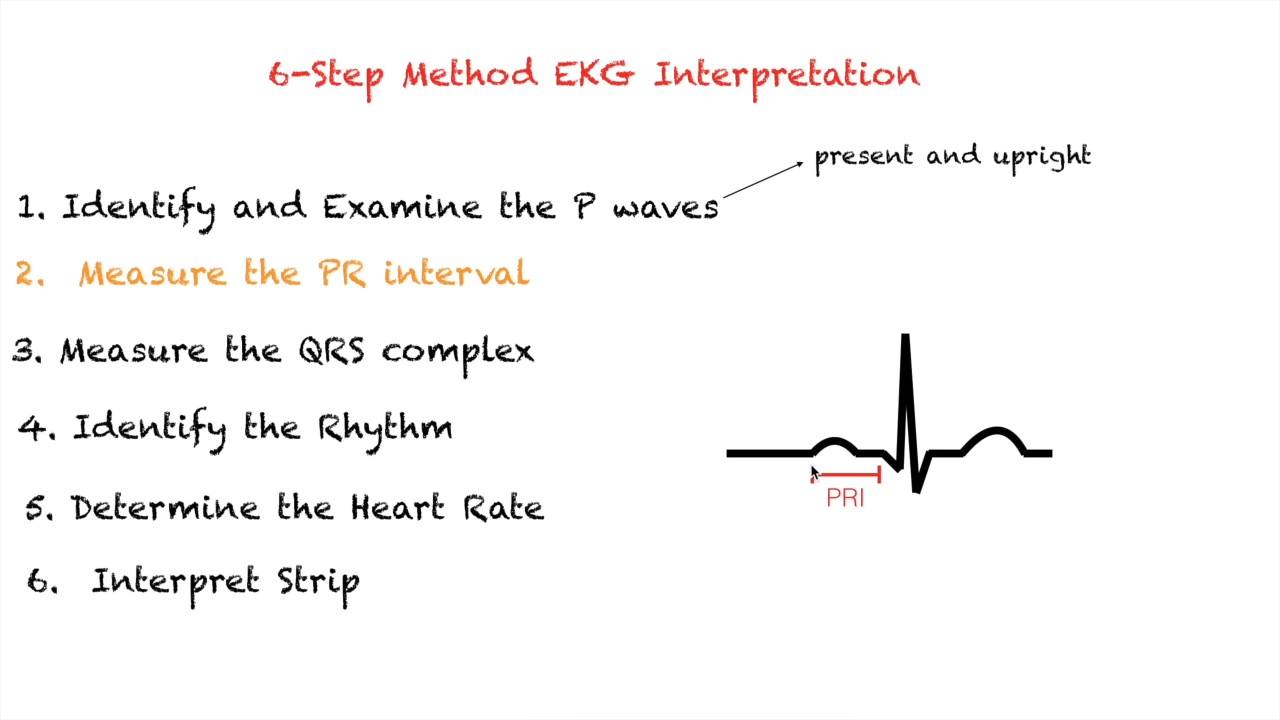 6-Step Method EKG Interpretation
present and upright
1. Identify and Examine the P waves
2. Measure the PR interval
3. Measure the QRS complex
4. Identify the Rhythm
5. Determine the Heart Rate
6. Interpret Strip
PRI